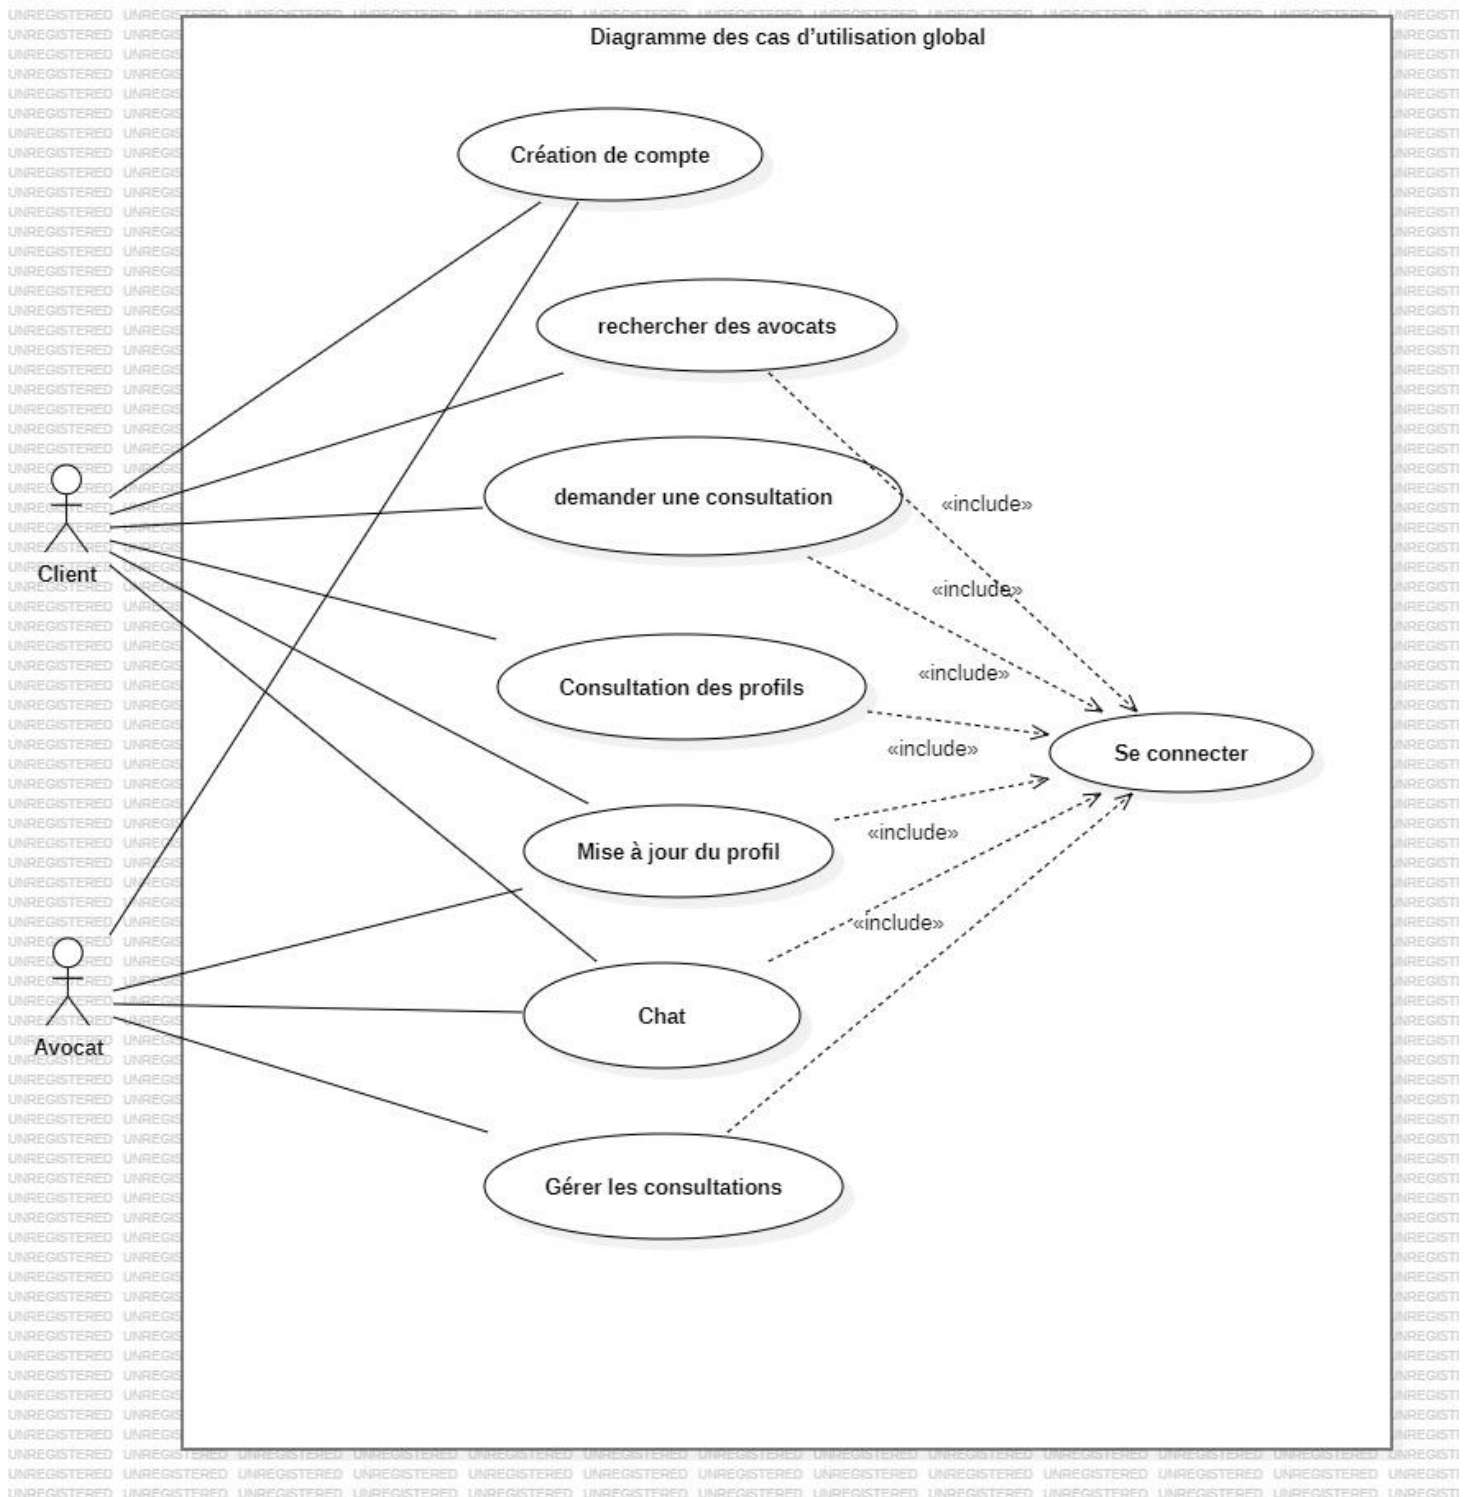 Diagramme des cas d’utilisation global
Création de compte
rechercher des avocats
demander une consultation
«include»
Client
«include»
«include»
Consultation des profils
«include»
Se connecter
«include»
Mise à jour du profil
«include»
Chat
Avocat
Gérer les consultations
UNREGISTERED